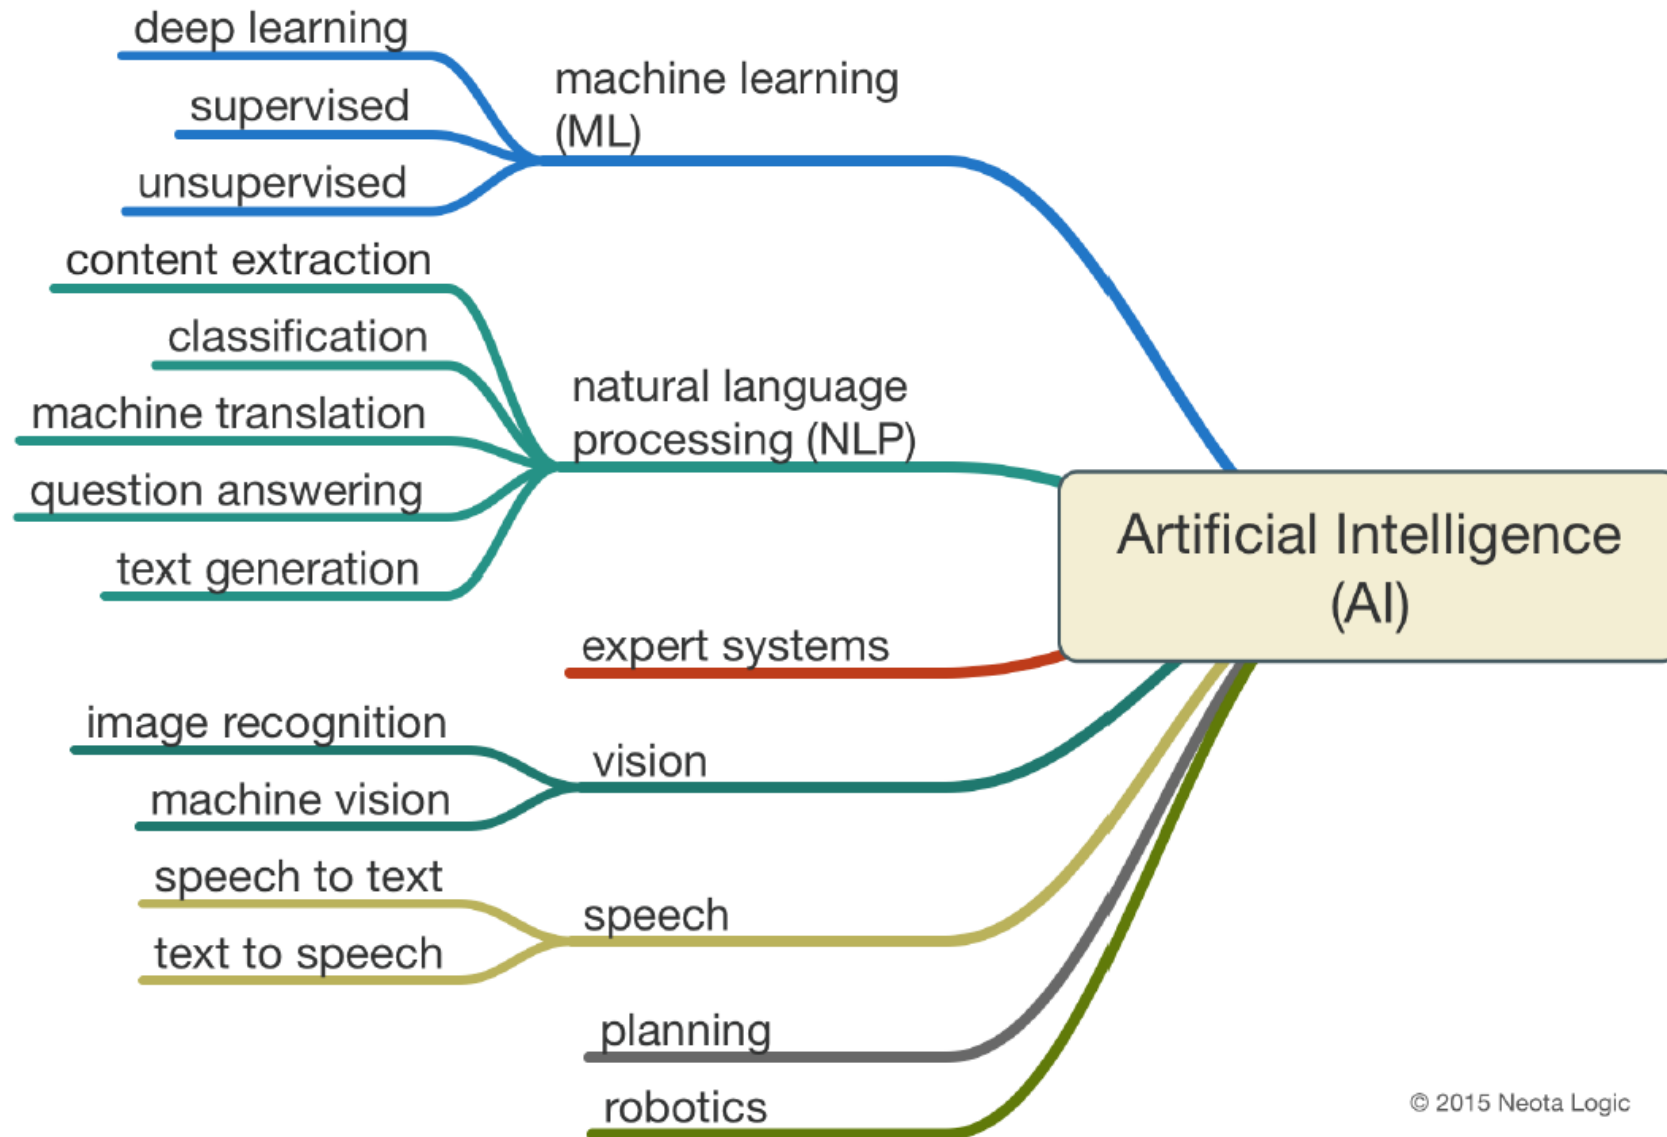 deep learning
supervised
unsupervised
machine learning
(ML)
content extraction
classification
machine translation
question answering
text generation
natural language
processing (NLP)
Artificial Intelligence
(AI)
expert systems
image recognition
machine vision
vision
speech to text
text to speech
speech
planning
robotics
© 2015 Neota Logic